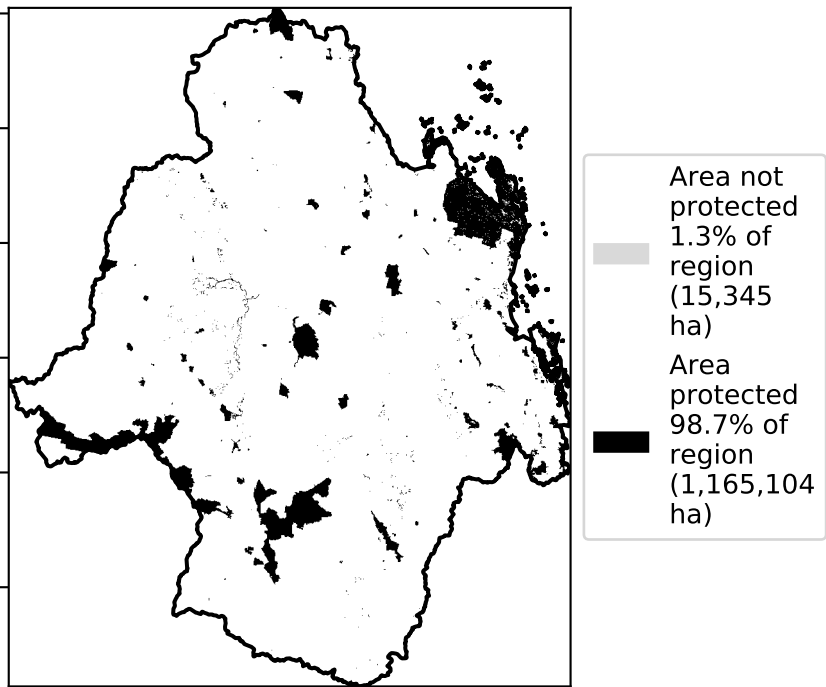 Area not
protected
1.3% of
region
(15,345
ha)
Area
protected
98.7% of
region
(1,165,104
ha)